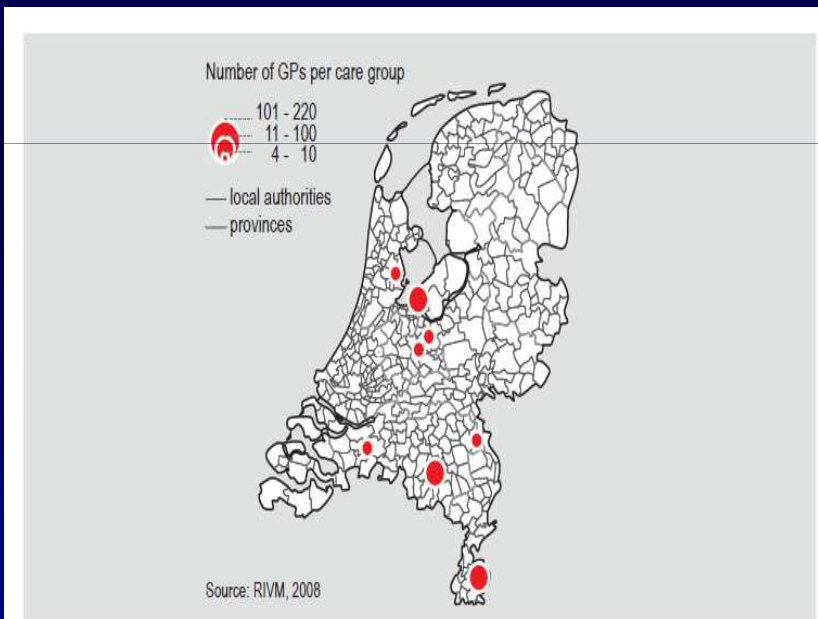 Number of GPs per care group
101 - 220
11 - 100
4 - 10
local authorities
provinces
Source: RIVM, 2008